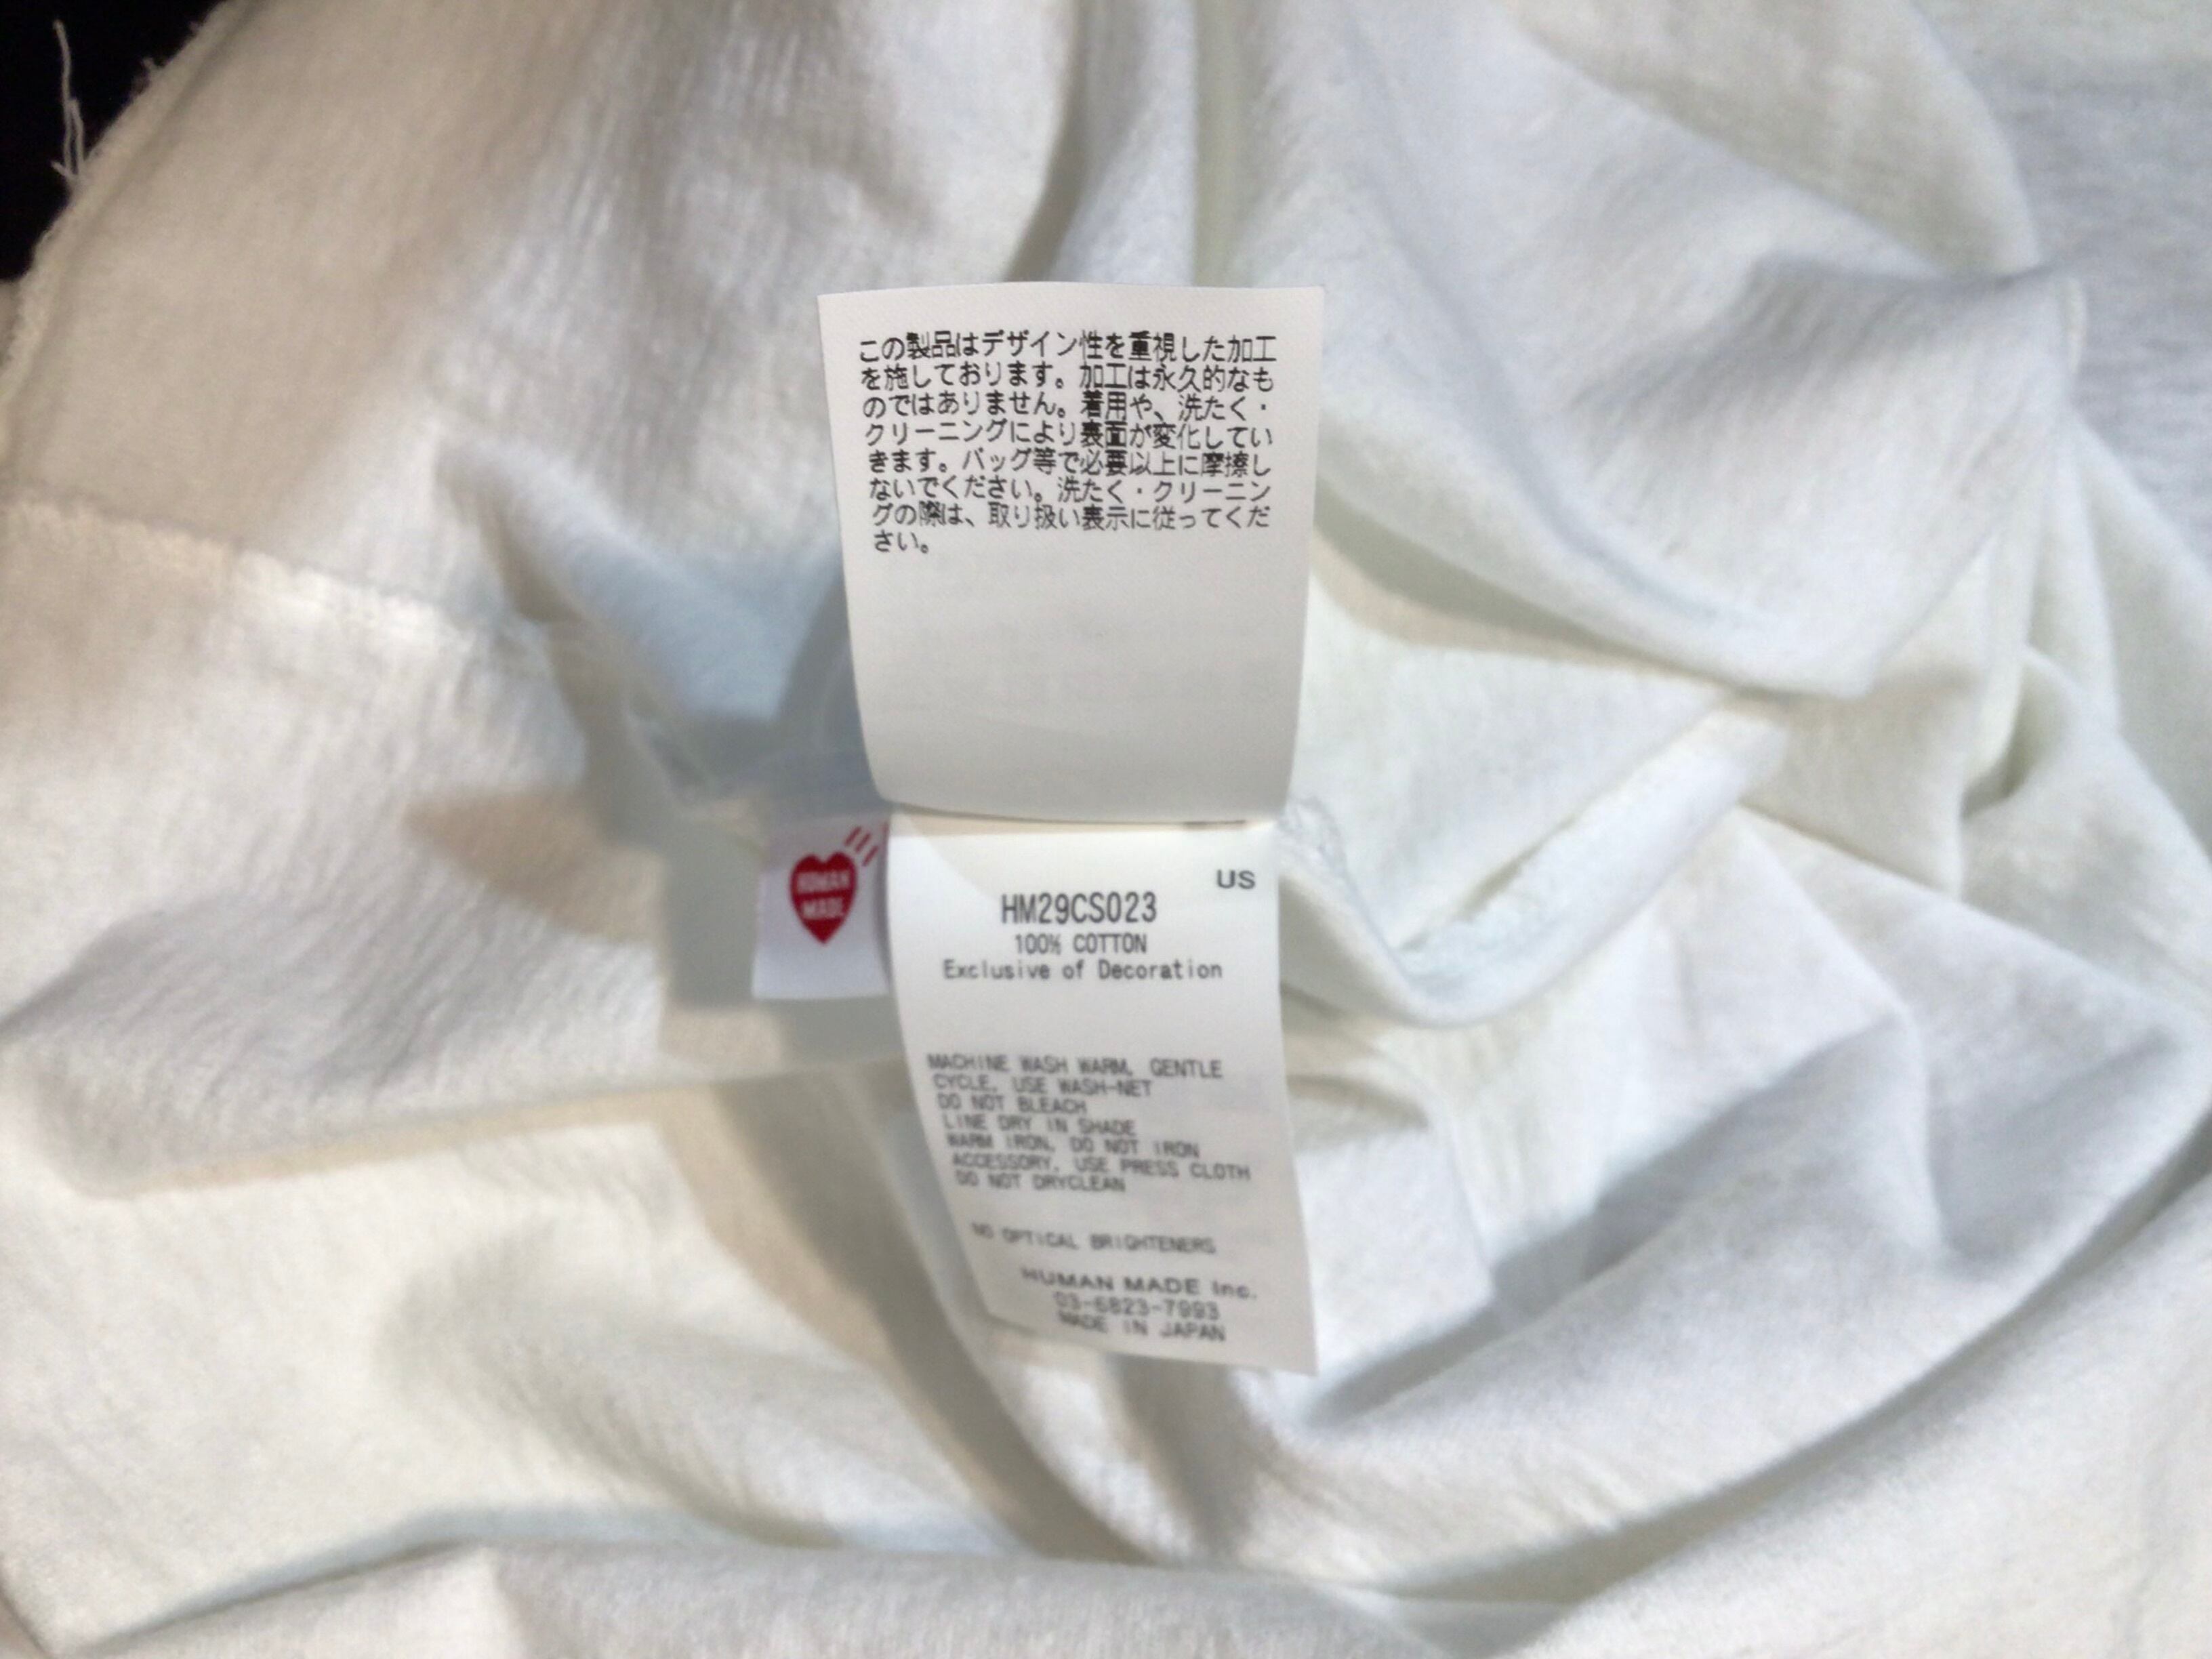 この製品はデザイン性を重視した加工
を施しております。加工は永久的なも
のではありません。着用や、洗たく・
クリーニングにより表面が変化してい
きます。バッグ等で必要以上に摩擦し
ないでください。洗たく・クリーニン
グの際は、取り扱い表示に従ってくだ
さい。
HUMAN
MADE
US
HM29CS023
100% COTTON
Exclusive of Decoration
MACHINE WASH WARM, GENTLE
CYCLE, USE WASH-NET
DO NOT BLEACH
LINE DRY IN SHADE
WARM IRON, DO NOT IRON
ACCESSORY, USE PRESS CLOTH
DO NOT DRYCLEAN
NO OPTICAL BRIGHTENERS
HUMAN MADE Inc.
03-6823-7993
MADE IN JAPAN